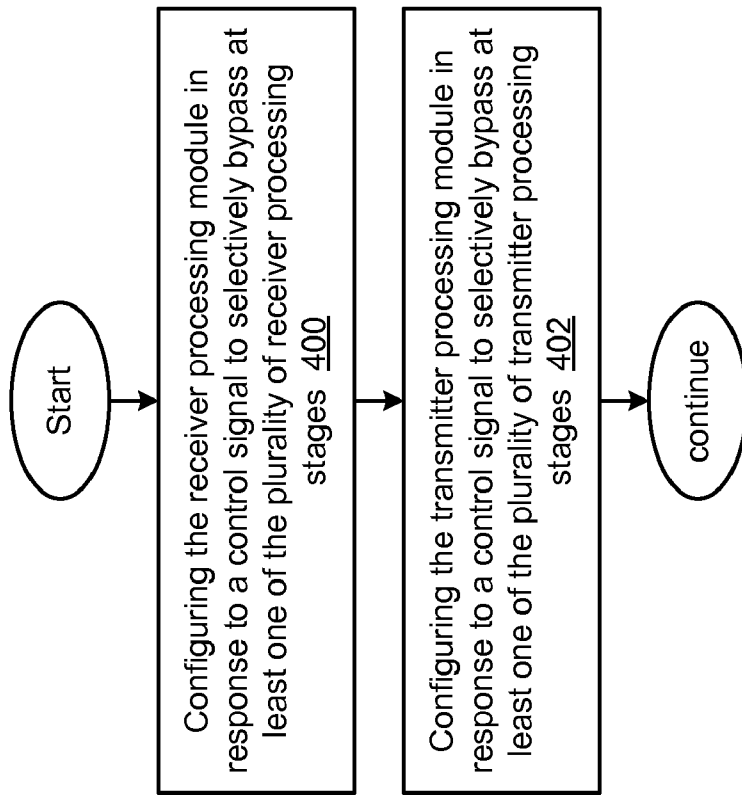 Start
Configuring the receiver processing module in
response to a control signal to selectively bypass at
least one of the plurality of receiver processing
stages 400
Configuring the transmitter processing module in
response to a control signal to selectively bypass at
least one of the plurality of transmitter processing
stages 402
continue